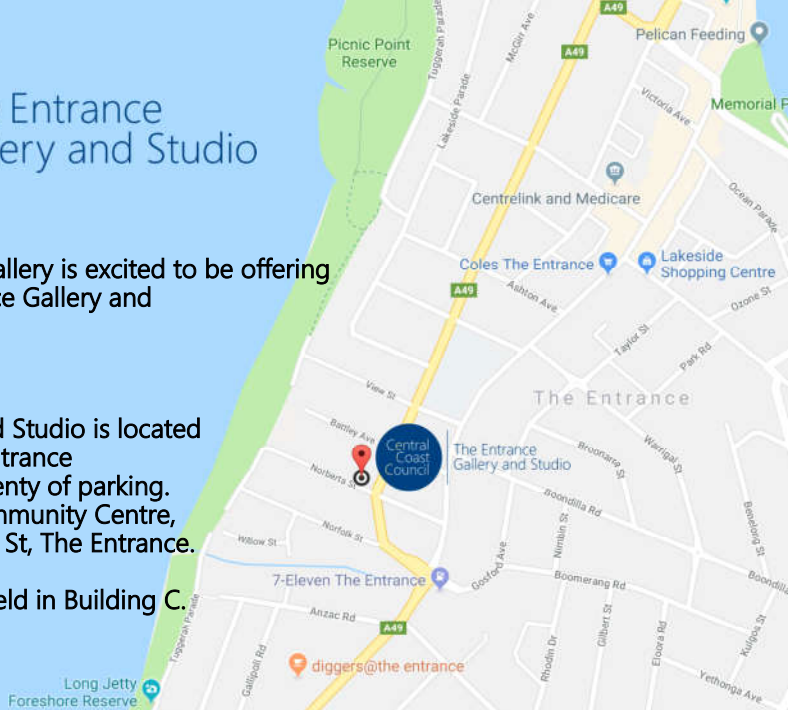 Entrance
ery and Studio
allery is excited to be offering
ce Gallery and
d Studio is located
trance
enty of parking.
mmunity Centre,
St, The Entrance.
eld in Building C.
A49
Pelican Feeding
Picnic Point
Reserve
Tuggerah Parade
McGirr Ave
A49
Lakeside Parade
Victoria Ave
Memorial P
Centrelink and Medicare
Ocean Parade
Coles The Entrance
Lakeside
Shopping Centre
A49
Ashton Ave
Ozone St
Taylor St
Park Rd
View St
The Entrance
Battley Ave
Central
Coast
Council
The Entrance
Gallery and Studio
Bruonarra St
Warrigal St
Norberta St
Boondilla Rd
Norfolk St
Willow St
Nimbin St
Benelong St
7-Eleven The Entrance
Gosford Ave
Boomerang Rd
Boondilla
Anzac Rd
A49
Tuggerah Parade
Gallipoli Rd
Rhodin Dr
Gilbert St
Eloora Rd
Kulgos St
diggers@the entrance
Yethonga Ave
Long Jetty
Foreshore Reserve